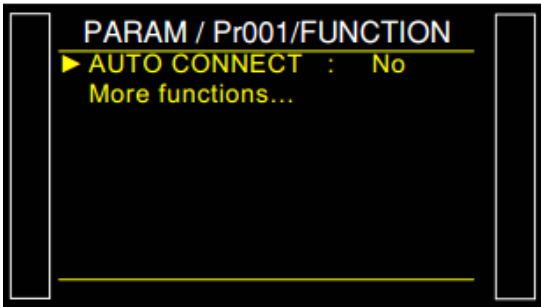 PARAM / Pr001/FUNCTION
► AUTO CONNECT : No
More functions...